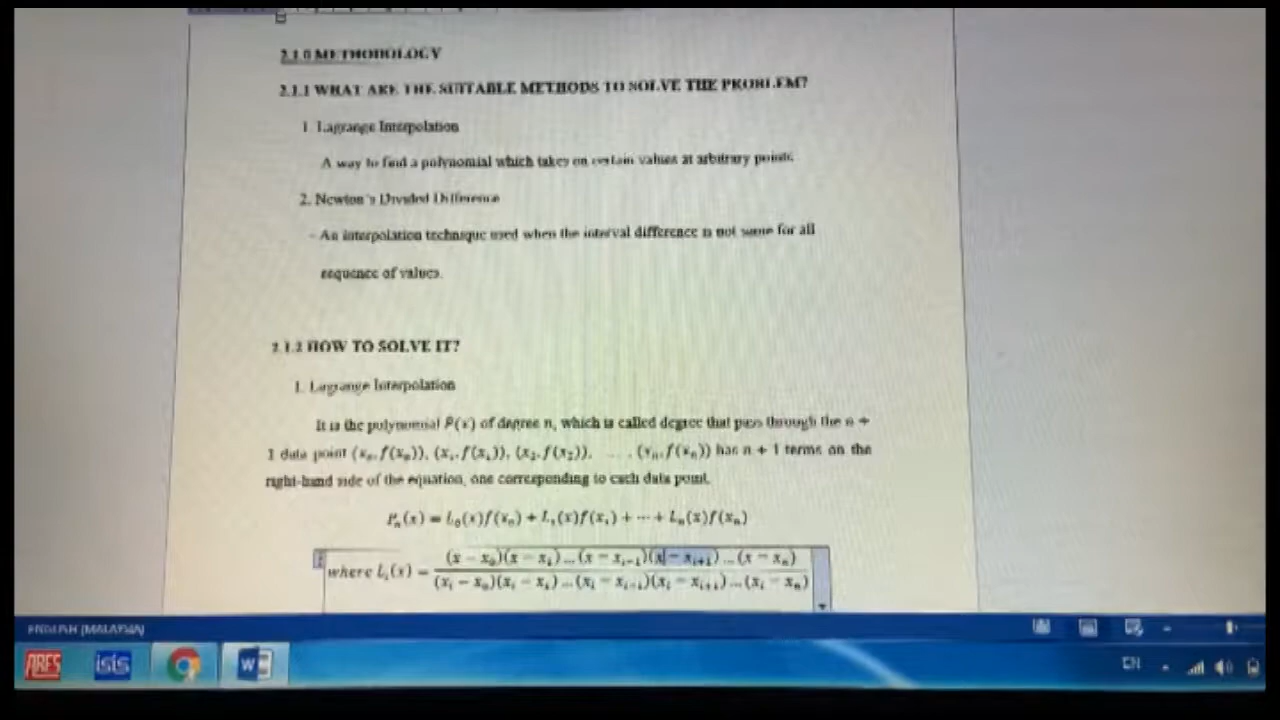 2.1.0 METHODOLOGY
2.1.1 WHAT ARE THE SUITABLE METHODS TO SOLVE THE PROBLEM?
1. Lagrange Interpolation
A way to find a polynomial which takes on certain values at arbitrary points.
2. Newton's Divided Difference
- An interpolation technique used when the interval difference is not same for all
sequence of values.
2.1.2 HOW TO SOLVE IT?
1. Lagrange Interpolation
It is the polynomial P(x) of degree n, which is called degree that pass through the n +
1 data point (x₀, f(x₀)), (x₁, f(x₁)), (x₂, f(x₂)), ... , (xₙ, f(xₙ)) has n + 1 terms on the
right-hand side of the equation, one corresponding to each data point.
Pₙ(x) = L₀(x)f(x₀) + L₁(x)f(x₁) + ⋯ + Lₙ(x)f(xₙ)
where Lᵢ(x) = (x − x₀)(x − x₁)...(x − xᵢ₋₁)(x − xᵢ₊₁)...(x − xₙ)
(xᵢ − x₀)(xᵢ − x₁)...(xᵢ − xᵢ₋₁)(xᵢ − xᵢ₊₁)...(xᵢ − xₙ)
ENGLISH (MALAYSIA)
ARES isis W EN